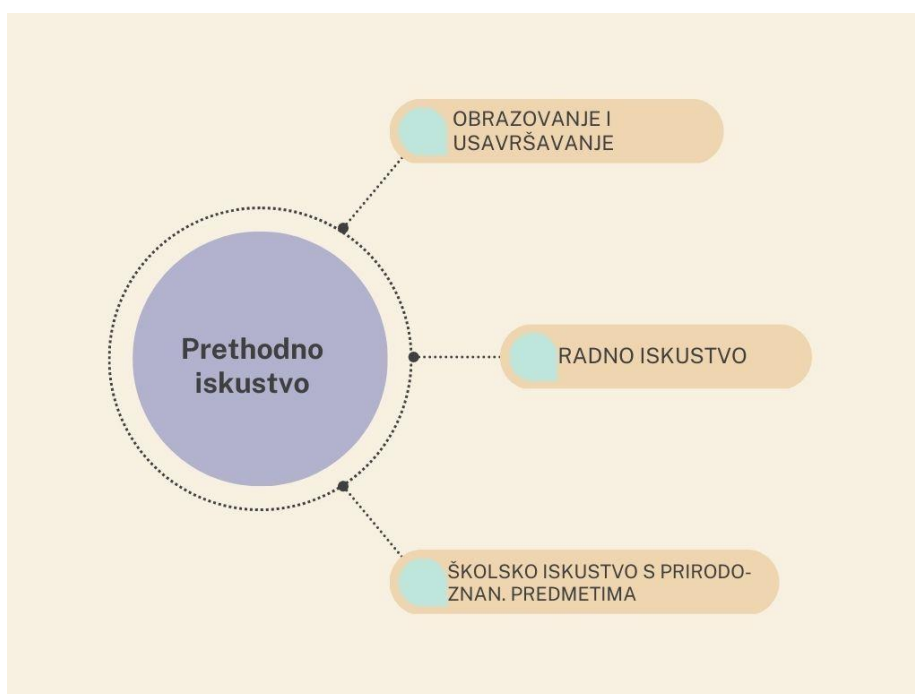 OBRAZOVANJE I
USAVRŠAVANJE
Prethodno
iskustvo
RADNO ISKUSTVO
ŠKOLSKO ISKUSTVO S PRIRODO-
ZNAN. PREDMETIMA